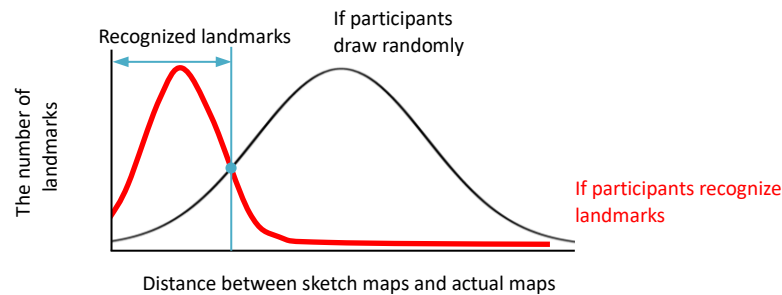 If participants
draw randomly
Recognized landmarks
The number of
landmarks
If participants recognize
landmarks
Distance between sketch maps and actual maps